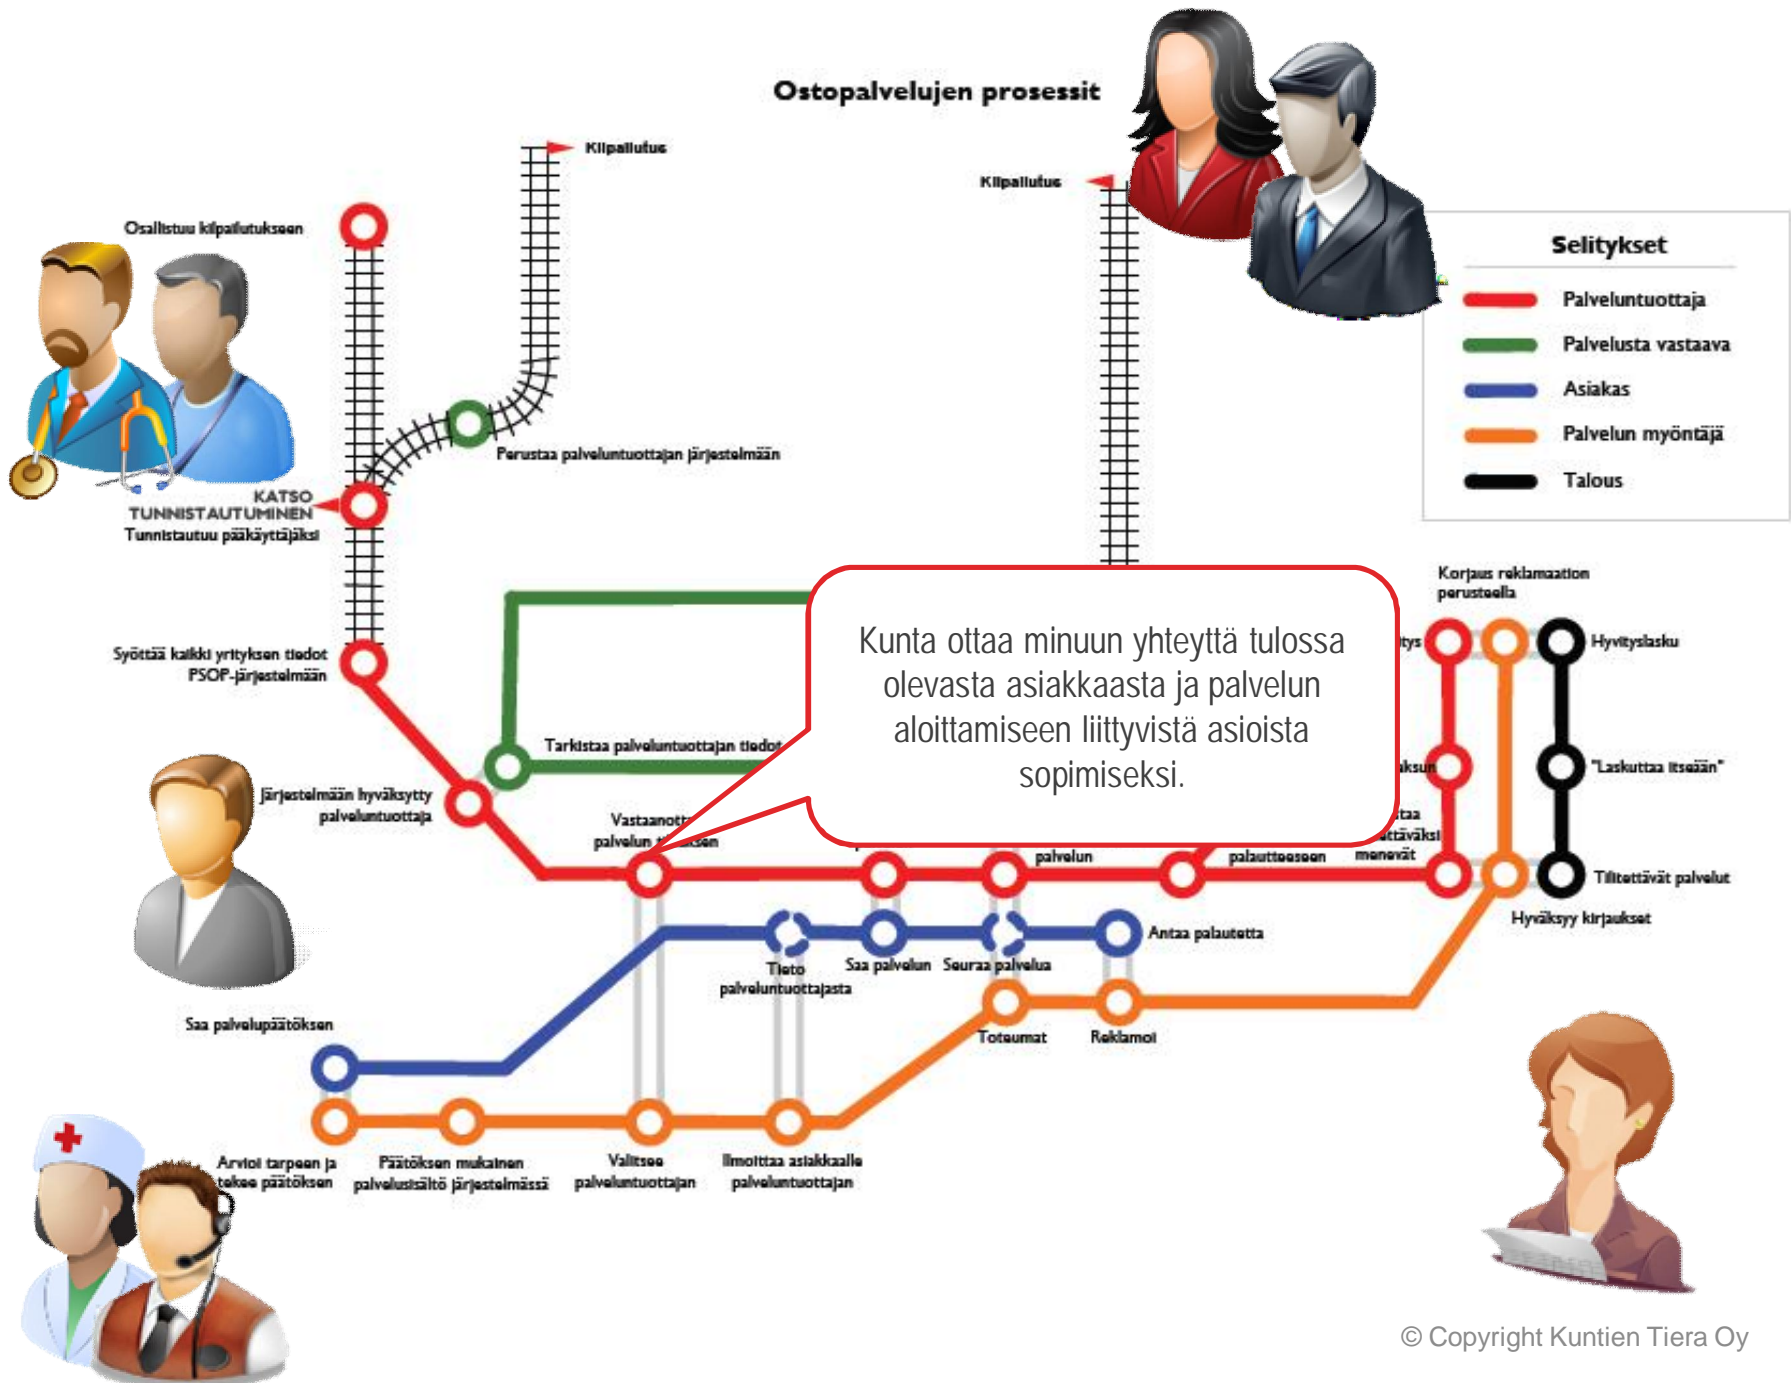 Ostopalvelujen prosessit
Kilpailutus
Kilpailutus
Osallistuu kilpailutukseen
Selitykset
Palveluntuottaja
Palvelusta vastaava
Asiakas
Palvelun myöntäjä
Talous
Perustaa palveluntuottajan järjestelmään
KATSO
TUNNISTAUTUMINEN
Tunnistautuu pääkäyttäjäksi
Korjaus reklamaation
perusteella
Kunta ottaa minuun yhteyttä tulossa
olevasta asiakkaasta ja palvelun
aloittamiseen liittyvistä asioista
sopimiseksi.
Syöttää kaikki yrityksen tiedot
PSOP-järjestelmään
Hyvityslasku
Tarkistaa palveluntuottajan tiedot
"Laskuttaa itseään"
Järjestelmään hyväksytty
palveluntuottaja
Vastaanotta
palvelun
palvelun
palautteeseen
menevät
Tilitettävät palvelut
Hyväksyy kirjaukset
Antaa palautetta
Tieto
palveluntuottajasta
Saa palvelun
Seuraa palvelua
Saa palvelupäätöksen
Toteumat
Reklamoi
Arvioi tarpeen ja
tekee päätöksen
Päätöksen mukainen
palvelusisältö järjestelmässä
Valitsee
palveluntuottajan
Ilmoittaa asiakkaalle
palveluntuottajan
© Copyright Kuntien Tiera Oy